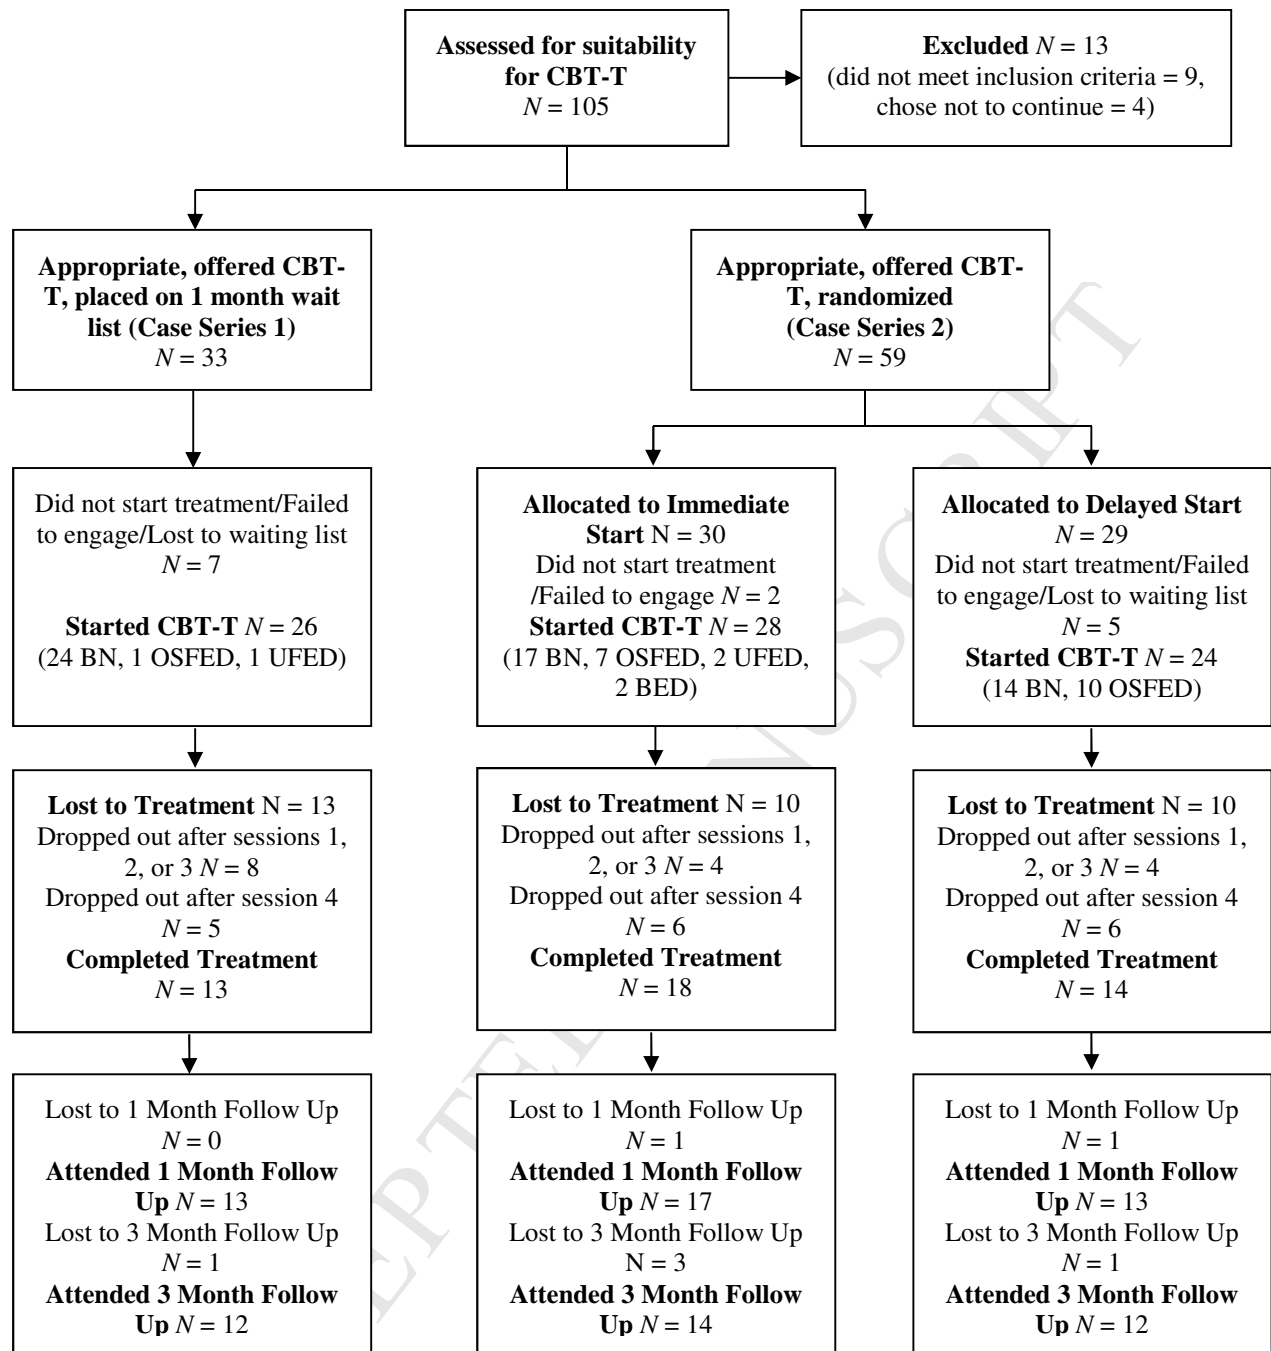 Assessed for suitability
for CBT-T
N = 105
Excluded N = 13
(did not meet inclusion criteria = 9,
chose not to continue = 4)
Appropriate, offered CBT-
T, placed on 1 month wait
list (Case Series 1)
N = 33
Appropriate, offered CBT-
T, randomized
(Case Series 2)
N = 59
Did not start treatment/Failed
to engage/Lost to waiting list
N = 7
Started CBT-T N = 26
(24 BN, 1 OSFED, 1 UFED)
Allocated to Immediate
Start N = 30
Did not start treatment
/Failed to engage N = 2
Started CBT-T N = 28
(17 BN, 7 OSFED, 2 UFED,
2 BED)
Allocated to Delayed Start
N = 29
Did not start treatment/Failed
to engage/Lost to waiting list
N = 5
Started CBT-T N = 24
(14 BN, 10 OSFED)
Lost to Treatment N = 13
Dropped out after sessions 1,
2, or 3 N = 8
Dropped out after session 4
N = 5
Completed Treatment
N = 13
Lost to Treatment N = 10
Dropped out after sessions 1,
2, or 3 N = 4
Dropped out after session 4
N = 6
Completed Treatment
N = 18
Lost to Treatment N = 10
Dropped out after sessions 1,
2, or 3 N = 4
Dropped out after session 4
N = 6
Completed Treatment
N = 14
Lost to 1 Month Follow Up
N = 0
Attended 1 Month Follow
Up N = 13
Lost to 3 Month Follow Up
N = 1
Attended 3 Month Follow
Up N = 12
Lost to 1 Month Follow Up
N = 1
Attended 1 Month Follow
Up N = 17
Lost to 3 Month Follow Up
N = 3
Attended 3 Month Follow
Up N = 14
Lost to 1 Month Follow Up
N = 1
Attended 1 Month Follow
Up N = 13
Lost to 3 Month Follow Up
N = 1
Attended 3 Month Follow
Up N = 12